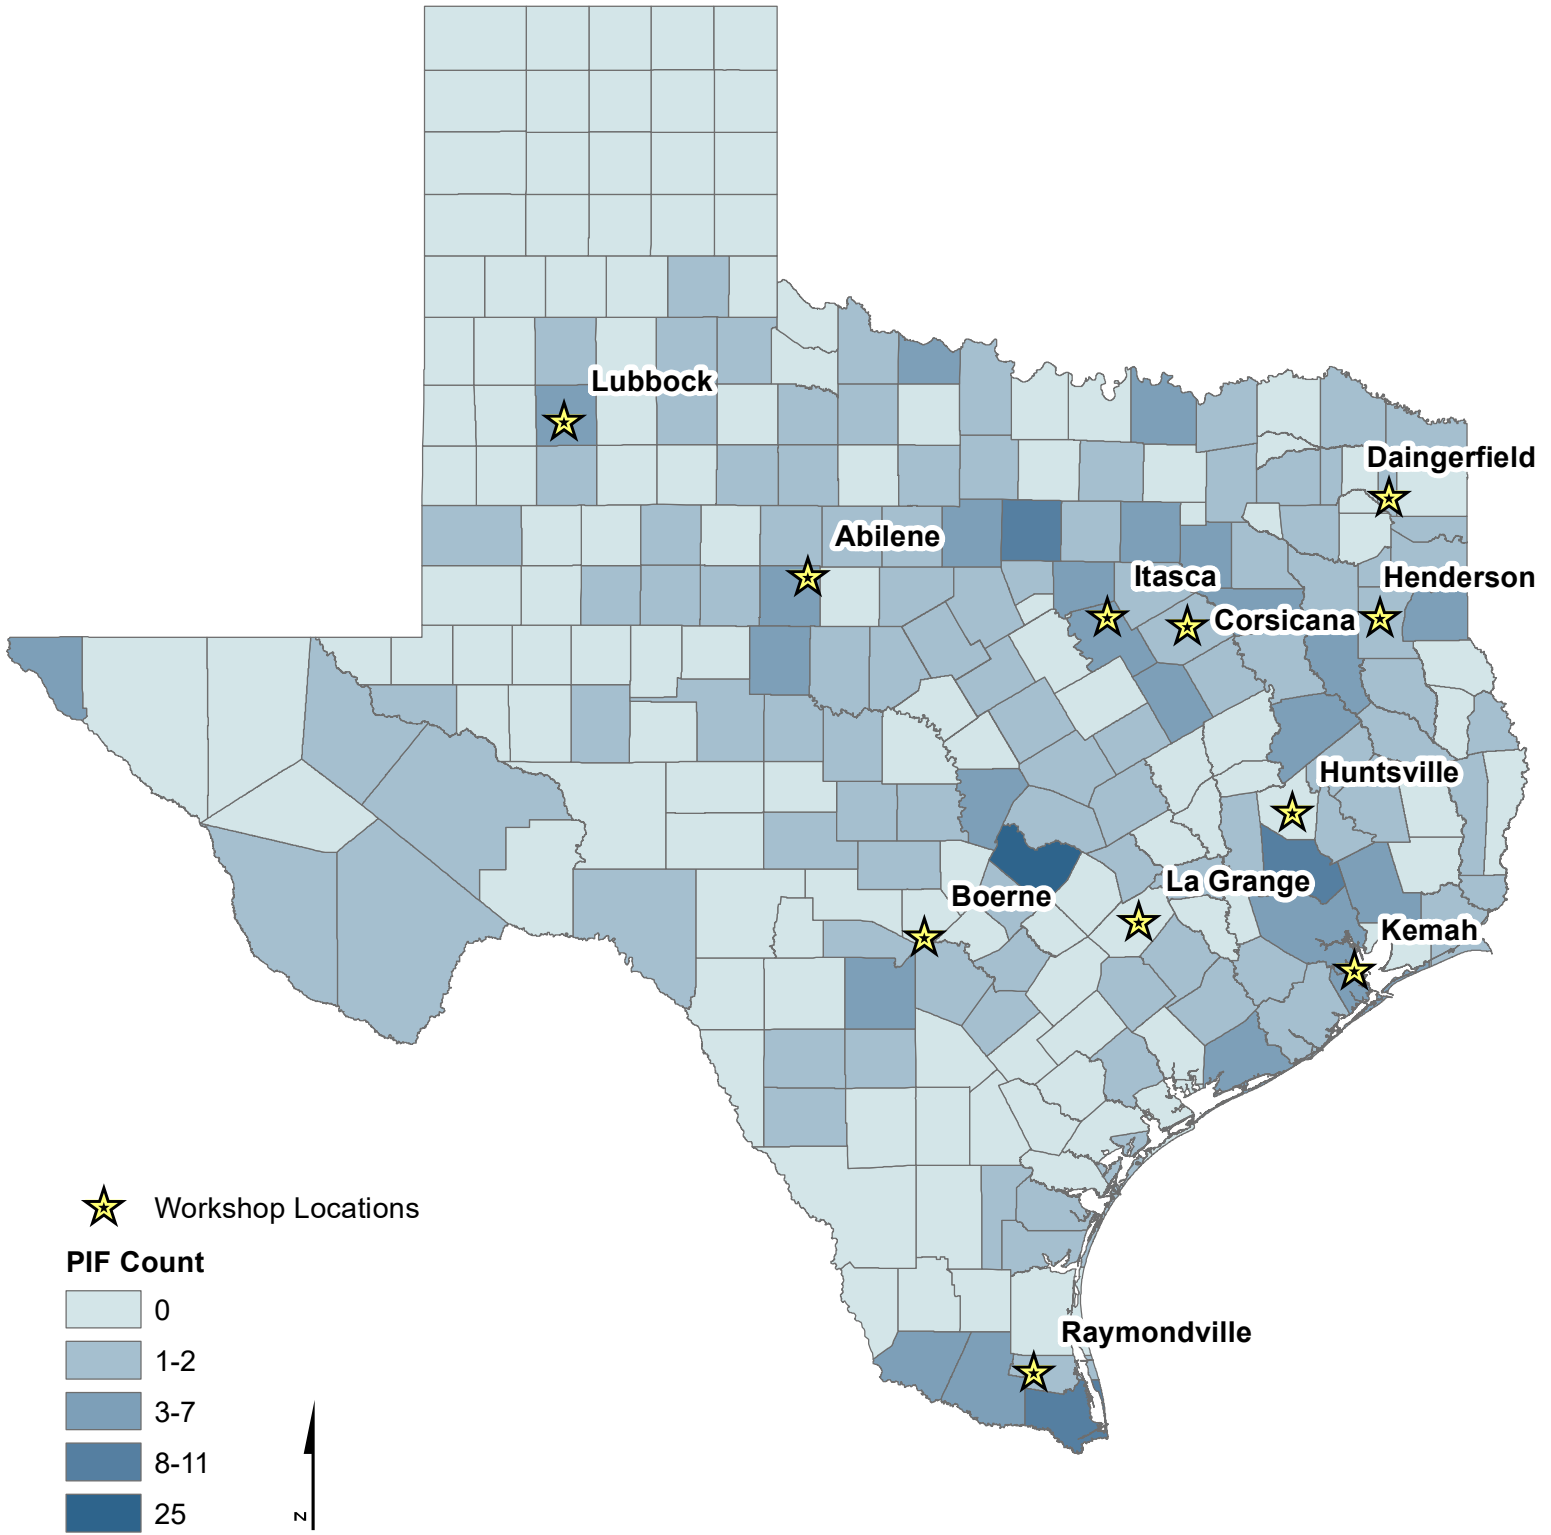 Lubbock
Daingerfield
Abilene
Itasca
Henderson
Corsicana
Huntsville
La Grange
Boerne
Kemah
Workshop Locations
PIF Count
0
1-2
3-7
8-11
25
Raymondville
N